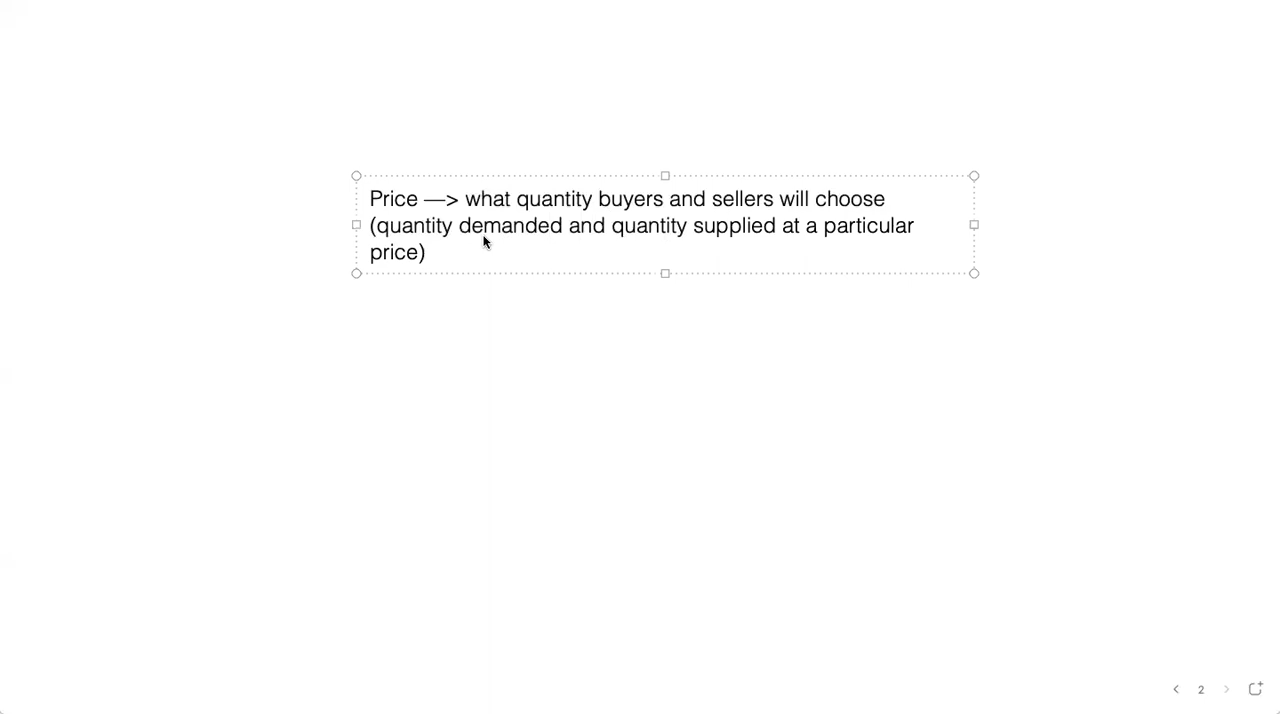 Price —> what quantity buyers and sellers will choose
(quantity demanded and quantity supplied at a particular
price)
2